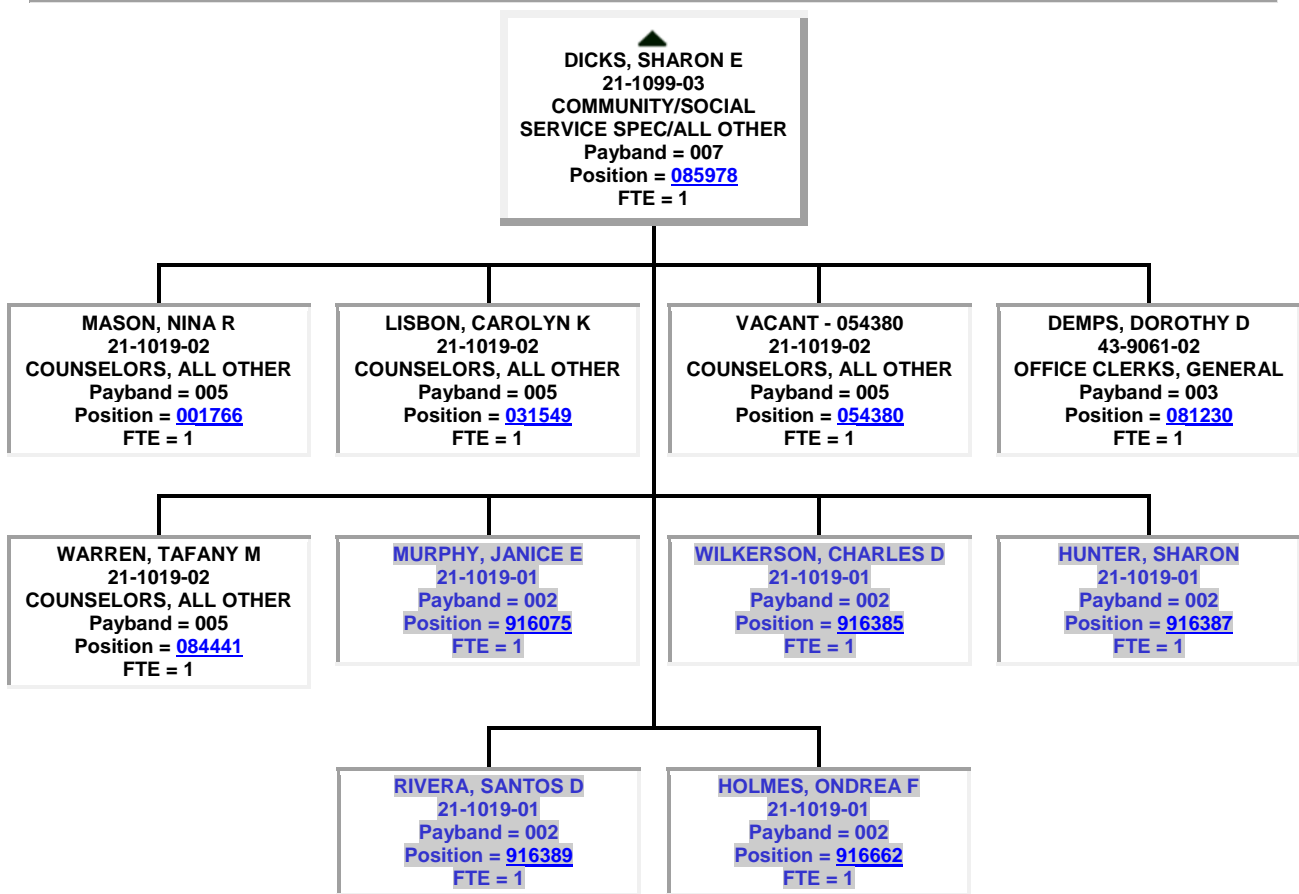 DICKS, SHARON E
21-1099-03
COMMUNITY/SOCIAL
SERVICE SPEC/ALL OTHER
Payband = 007
Position = 085978
FTE = 1
MASON, NINA R
21-1019-02
COUNSELORS, ALL OTHER
Payband = 005
Position = 001766
FTE = 1
LISBON, CAROLYN K
21-1019-02
COUNSELORS, ALL OTHER
Payband = 005
Position = 031549
FTE = 1
VACANT - 054380
21-1019-02
COUNSELORS, ALL OTHER
Payband = 005
Position = 054380
FTE = 1
DEMPS, DOROTHY D
43-9061-02
OFFICE CLERKS, GENERAL
Payband = 003
Position = 081230
FTE = 1
WARREN, TAFANY M
21-1019-02
COUNSELORS, ALL OTHER
Payband = 005
Position = 084441
FTE = 1
MURPHY, JANICE E
21-1019-01
Payband = 002
Position = 916075
FTE = 1
WILKERSON, CHARLES D
21-1019-01
Payband = 002
Position = 916385
FTE = 1
HUNTER, SHARON
21-1019-01
Payband = 002
Position = 916387
FTE = 1
RIVERA, SANTOS D
21-1019-01
Payband = 002
Position = 916389
FTE = 1
HOLMES, ONDREA F
21-1019-01
Payband = 002
Position = 916662
FTE = 1